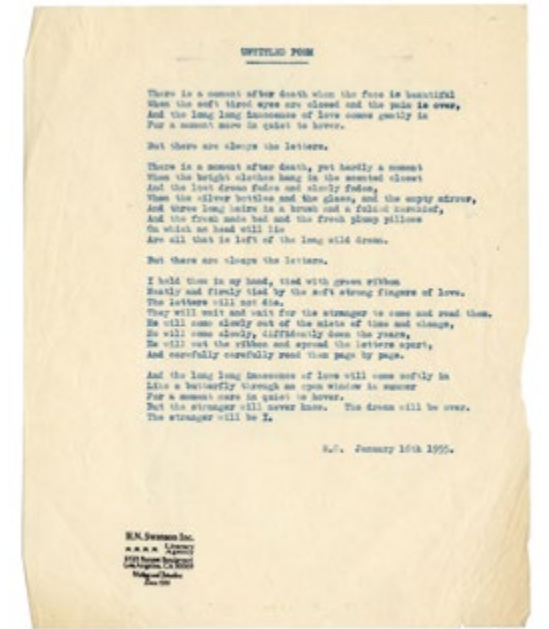 UNTITLED POEM
There is a moment after death when the face is beautiful
When the soft tired eyes are closed and the pain is over,
And the long long innocence of love comes gently in
For a moment more in quiet to hover.
But there are always the letters.
There is a moment after death, yet hardly a moment
When the bright clothes hang in the scented closet
And the lost dream fades and slowly fades,
When the silver bottles and the glass, and the empty mirror,
And three long hairs in a brush and a folded kerchief,
And the fresh made bed and the fresh plump pillows
On which no head will lie
Are all that is left of the long wild dream.
But there are always the letters.
I hold them in my hand, tied with green ribbon
Neatly and firmly tied by the soft strong fingers of love.
The letters will not die.
They will wait and wait for the stranger to come and read them.
He will come slowly out of the mists of time and change,
He will come slowly, diffidently down the years,
He will cut the ribbon and spread the letters apart,
And carefully carefully read them page by page.
And the long long innocence of love will come softly in
Like a butterfly through an open window in summer
For a moment more in quiet to hover.
But the stranger will never know. The dream will be over.
The stranger will be I.
R.C. January 1955.
H.N. Swanson Inc.
Literary
Agency
Sunset Boulevard
Los Angeles, CA